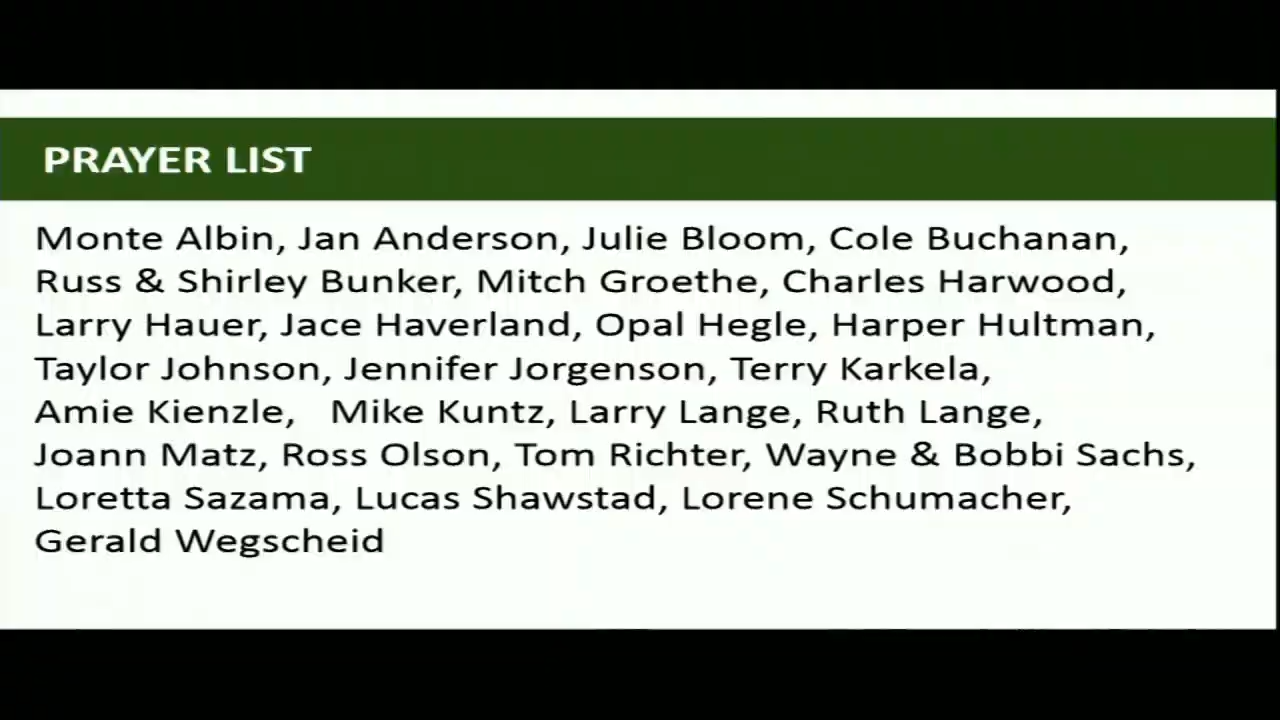 PRAYER LIST
Monte Albin, Jan Anderson, Julie Bloom, Cole Buchanan,
Russ & Shirley Bunker, Mitch Groethe, Charles Harwood,
Larry Hauer, Jace Haverland, Opal Hegle, Harper Hultman,
Taylor Johnson, Jennifer Jorgenson, Terry Karkela,
Amie Kienzle,   Mike Kuntz, Larry Lange, Ruth Lange,
Joann Matz, Ross Olson, Tom Richter, Wayne & Bobbi Sachs,
Loretta Sazama, Lucas Shawstad, Lorene Schumacher,
Gerald Wegscheid